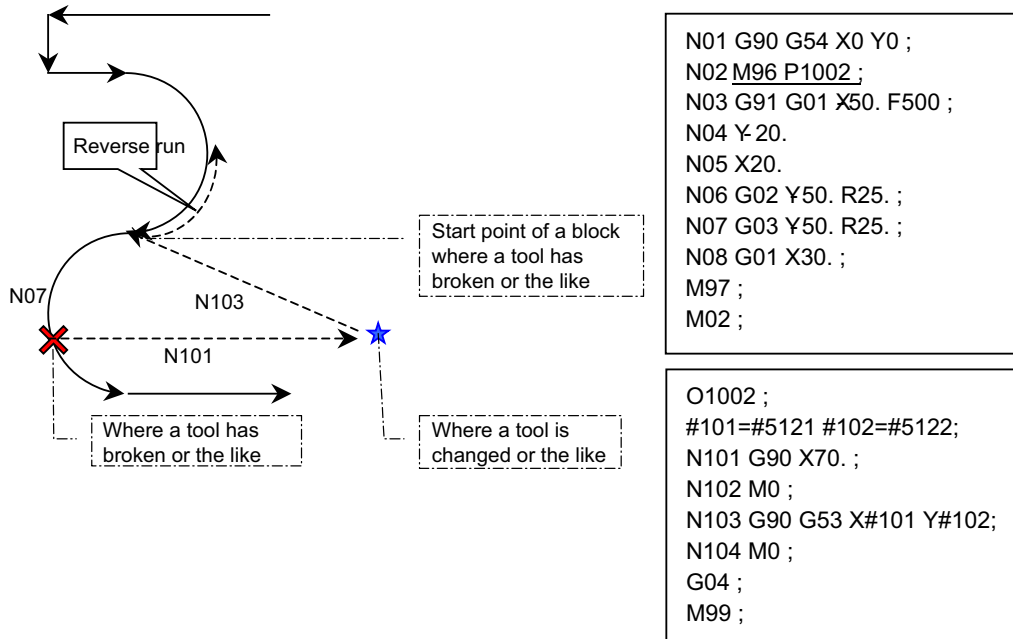 Reverse run
Start point of a block
where a tool has
broken or the like
N07
N103
N101
Where a tool has
broken or the like
Where a tool is
changed or the like
N01 G90 G54 X0 Y0 ;
N02 M96 P1002 ;
N03 G91 G01 X-50. F500 ;
N04 Y-20.
N05 X20.
N06 G02 Y-50. R25. ;
N07 G03 Y-50. R25. ;
N08 G01 X30. ;
M97 ;
M02 ;
O1002 ;
#101=#5121 #102=#5122;
N101 G90 X70. ;
N102 M0 ;
N103 G90 G53 X#101 Y#102;
N104 M0 ;
G04 ;
M99 ;